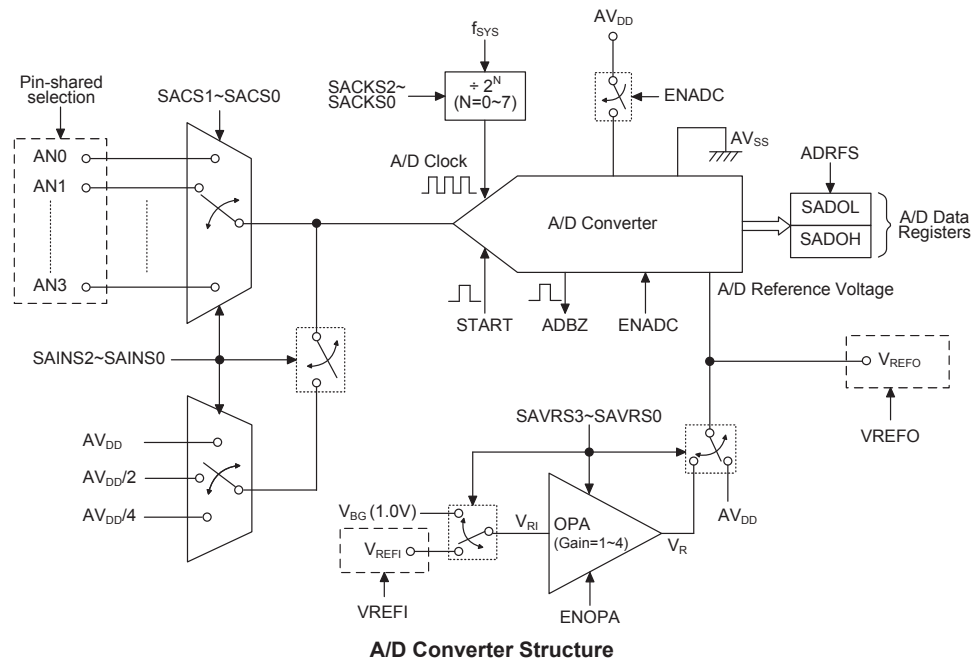 AVDD
fSYS
Pin-shared
selection
SACS1~SACS0
SACKS2~
SACKS0
÷ 2N
(N=0~7)
ENADC
AN0
AN1
AN3
A/D Clock
AVSS
ADRFS
A/D Converter
SADOL
SADOH
A/D Data
Registers
START
ADBZ
ENADC
A/D Reference Voltage
SAINS2~SAINS0
VREFO
VREFO
AVDD
AVDD/2
AVDD/4
SAVRS3~SAVRS0
VBG (1.0V)
VREFI
VRI
OPA
(Gain=1~4)
VR
AVDD
VREFI
ENOPA
A/D Converter Structure